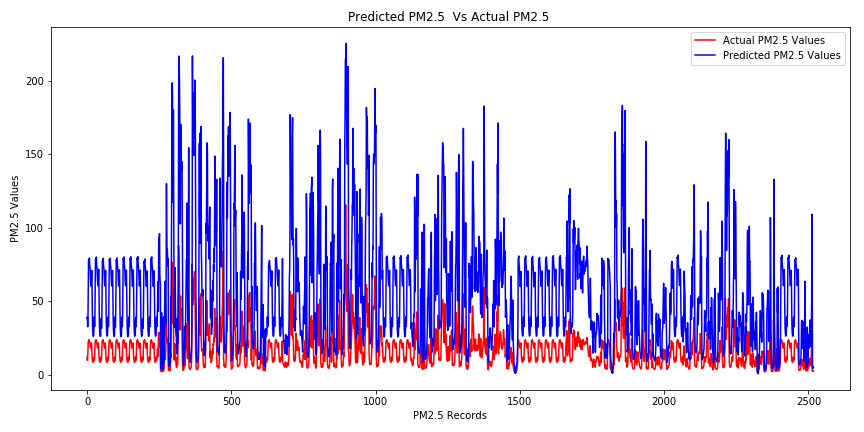 Predicted PM2.5  Vs Actual PM2.5
Actual PM2.5 Values
Predicted PM2.5 Values
200
150
100
50
0
PM2.5 Values
0
500
1000
1500
2000
2500
PM2.5 Records